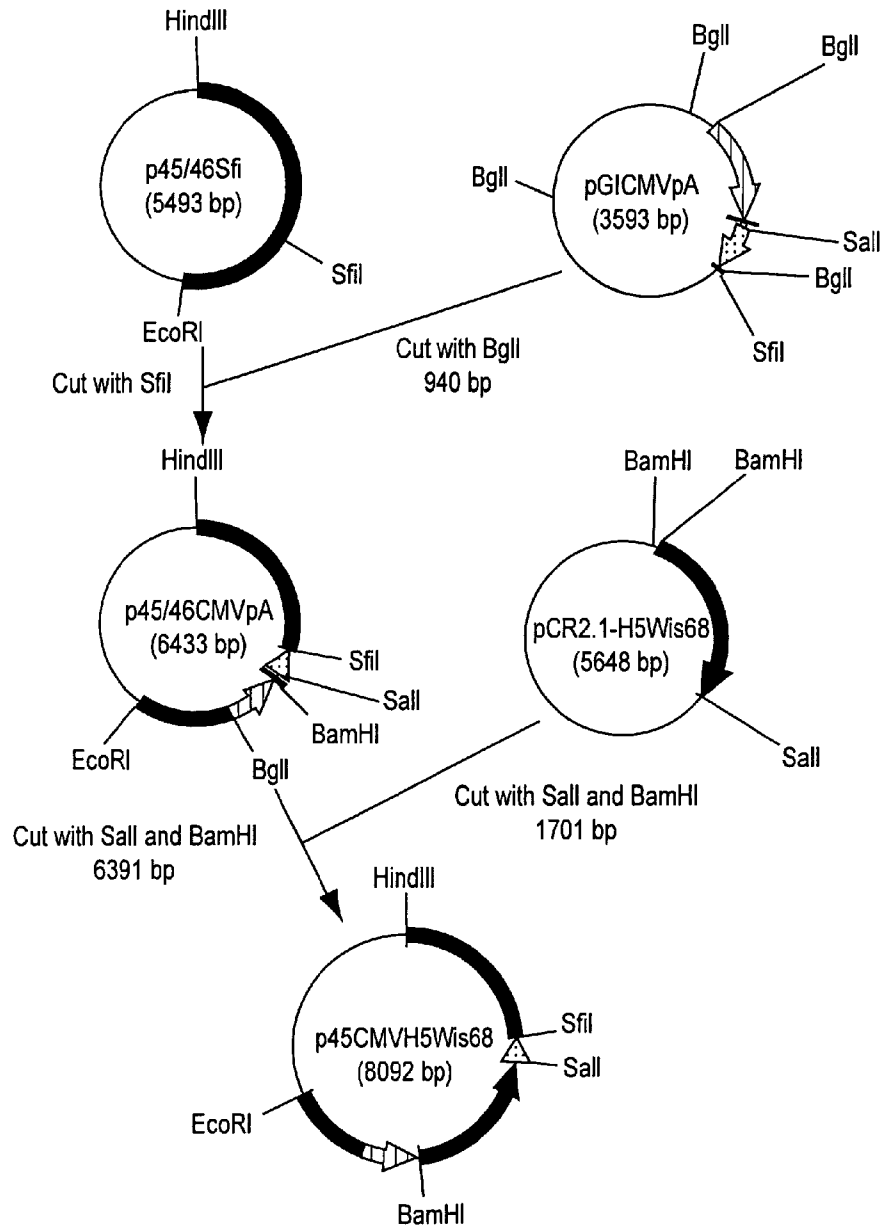 HindIII
BglI
BglI
p45/46Sfi
(5493 bp)
pGICMVpA
(3593 bp)
BglI
SalI
SfiI
BglI
EcoRI
SfiI
Cut with BglI
940 bp
Cut with SfiI
HindIII
BamHI
BamHI
p45/46CMVpA
(6433 bp)
pCR2.1-H5Wis68
(5648 bp)
SfiI
SalI
BamHI
EcoRI
BglI
SalI
Cut with SalI and BamHI
1701 bp
Cut with SalI and BamHI
6391 bp
HindIII
p45CMVH5Wis68
(8092 bp)
SfiI
SalI
EcoRI
BamHI